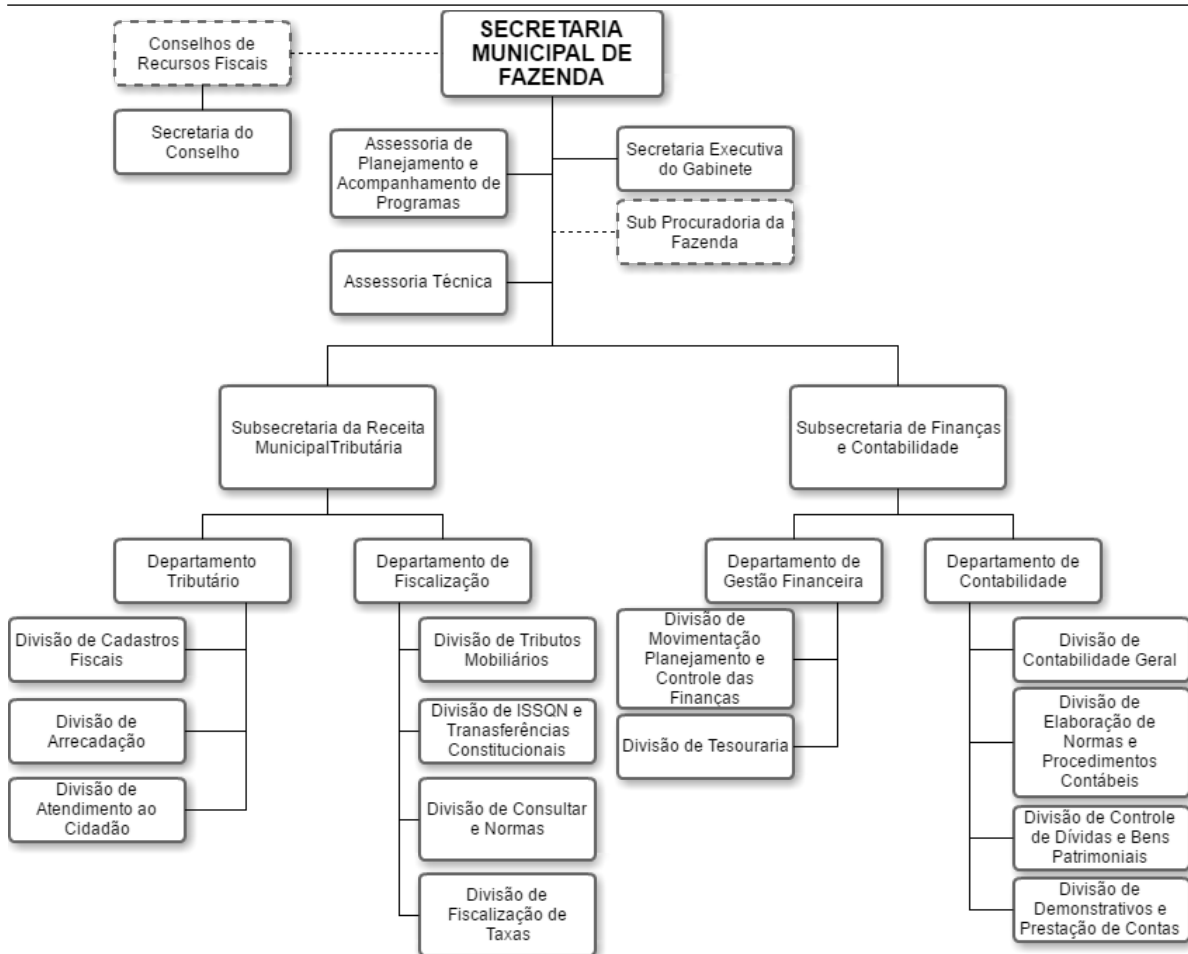 SECRETARIA
MUNICIPAL DE
FAZENDA
Conselhos de
Recursos Fiscais
Secretaria do
Conselho
Assessoria de
Planejamento e
Acompanhamento de
Programas
Secretaria Executiva
do Gabinete
Sub Procuradoria da
Fazenda
Assessoria Técnica
Subsecretaria da Receita
MunicipalTributária
Subsecretaria de Finanças
e Contabilidade
Departamento
Tributário
Departamento de
Fiscalização
Departamento de
Gestão Financeira
Departamento de
Contabilidade
Divisão de Cadastros
Fiscais
Divisão de
Arrecadação
Divisão de
Atendimento ao
Cidadão
Divisão de Tributos
Mobiliários
Divisão de ISSQN e
Tranasferências
Constitucionais
Divisão de Consultar
e Normas
Divisão de
Fiscalização de
Taxas
Divisão de
Movimentação
Planejamento e
Controle das
Finanças
Divisão de Tesouraria
Divisão de
Contabilidade Geral
Divisão de
Elaboração de
Normas e
Procedimentos
Contábeis
Divisão de Controle
de Dívidas e Bens
Patrimoniais
Divisão de
Demonstrativos e
Prestação de Contas